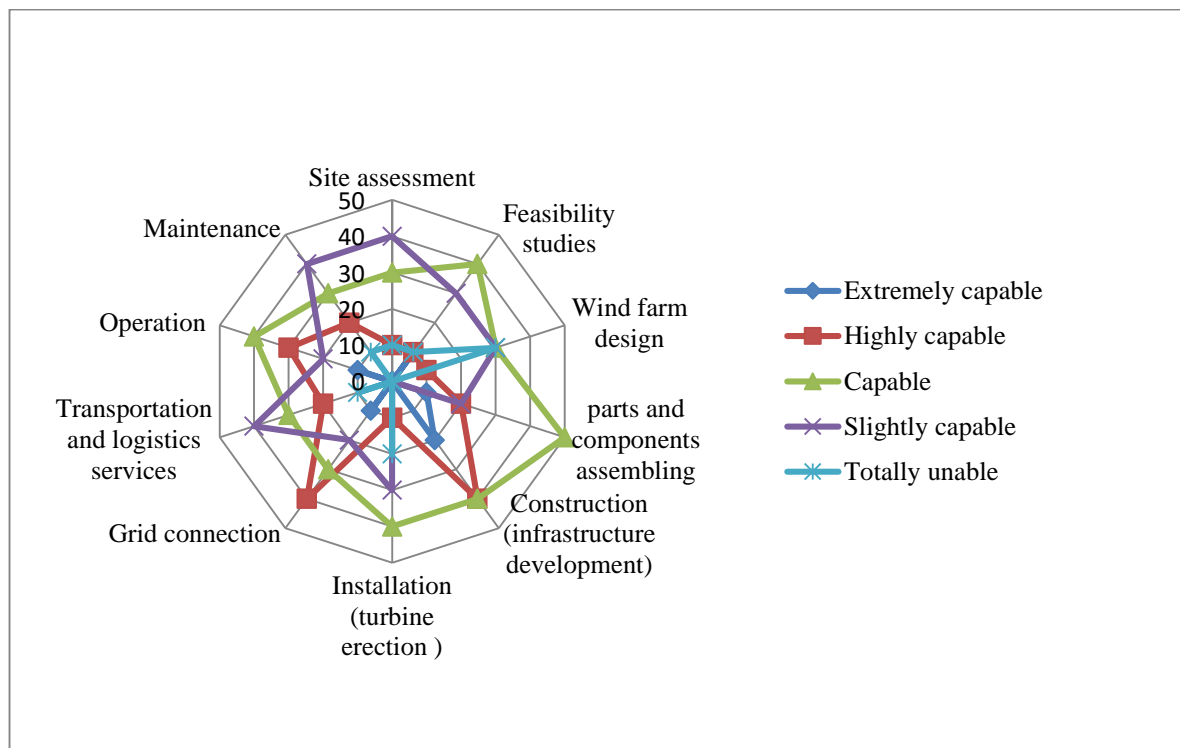 Site assessment
50
40
30
20
10
0
Feasibility
studies
Wind farm
design
parts and
components
assembling
Construction
(infrastructure
development)
Installation
(turbine
erection )
Grid connection
Transportation
and logistics
services
Operation
Maintenance
Extremely capable
Highly capable
Capable
Slightly capable
Totally unable